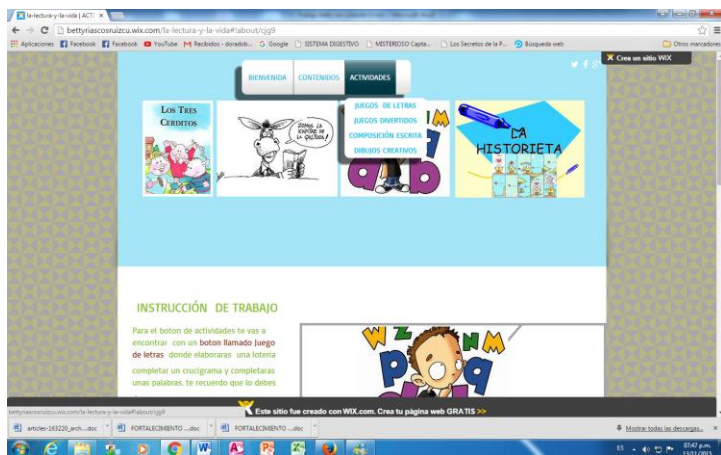 la-lectura-y-la-vida | ACTI
bettyriascosruizcu.wix.com/la-lectura-y-la-vida#!about/cjg9
Aplicaciones Facebook Facebook YouTube Recibidos - doradob... Google SISTEMA DIGESTIVO MISTERIOSO Capta... Los Secretos de la P... Búsqueda web Otros marcadores
Crea un sitio WiX
BIENVENIDA CONTENIDOS ACTIVIDADES
JUEGOS DE LETRAS
JUEGOS DIVERTIDOS
COMPOSICIÓN ESCRITA
DIBUJOS CREATIVOS
LOS TRES
CERDITOS
LA
HISTORIETA
INSTRUCCIÓN DE TRABAJO
Para el boton de actividades te vas a
encontrar con un boton llamado Juego
de letras donde elaboraras una loteria
completar un crucigrama y completaras
unas palabras, te recuerdo que lo debes
W Z N M
P q
bettyriascosruizcu.wix.com/la-lectura-y-la-vida#!about/cjg9
Este sitio fue creado con WIX.com. Crea tu página web GRATIS >>
articles-163220_arch....doc FORTALECIMIENTO ....doc FORTALECIMIENTO ....doc Mostrar todas las descargas...
ES 07:47 p.m.
13/11/2015